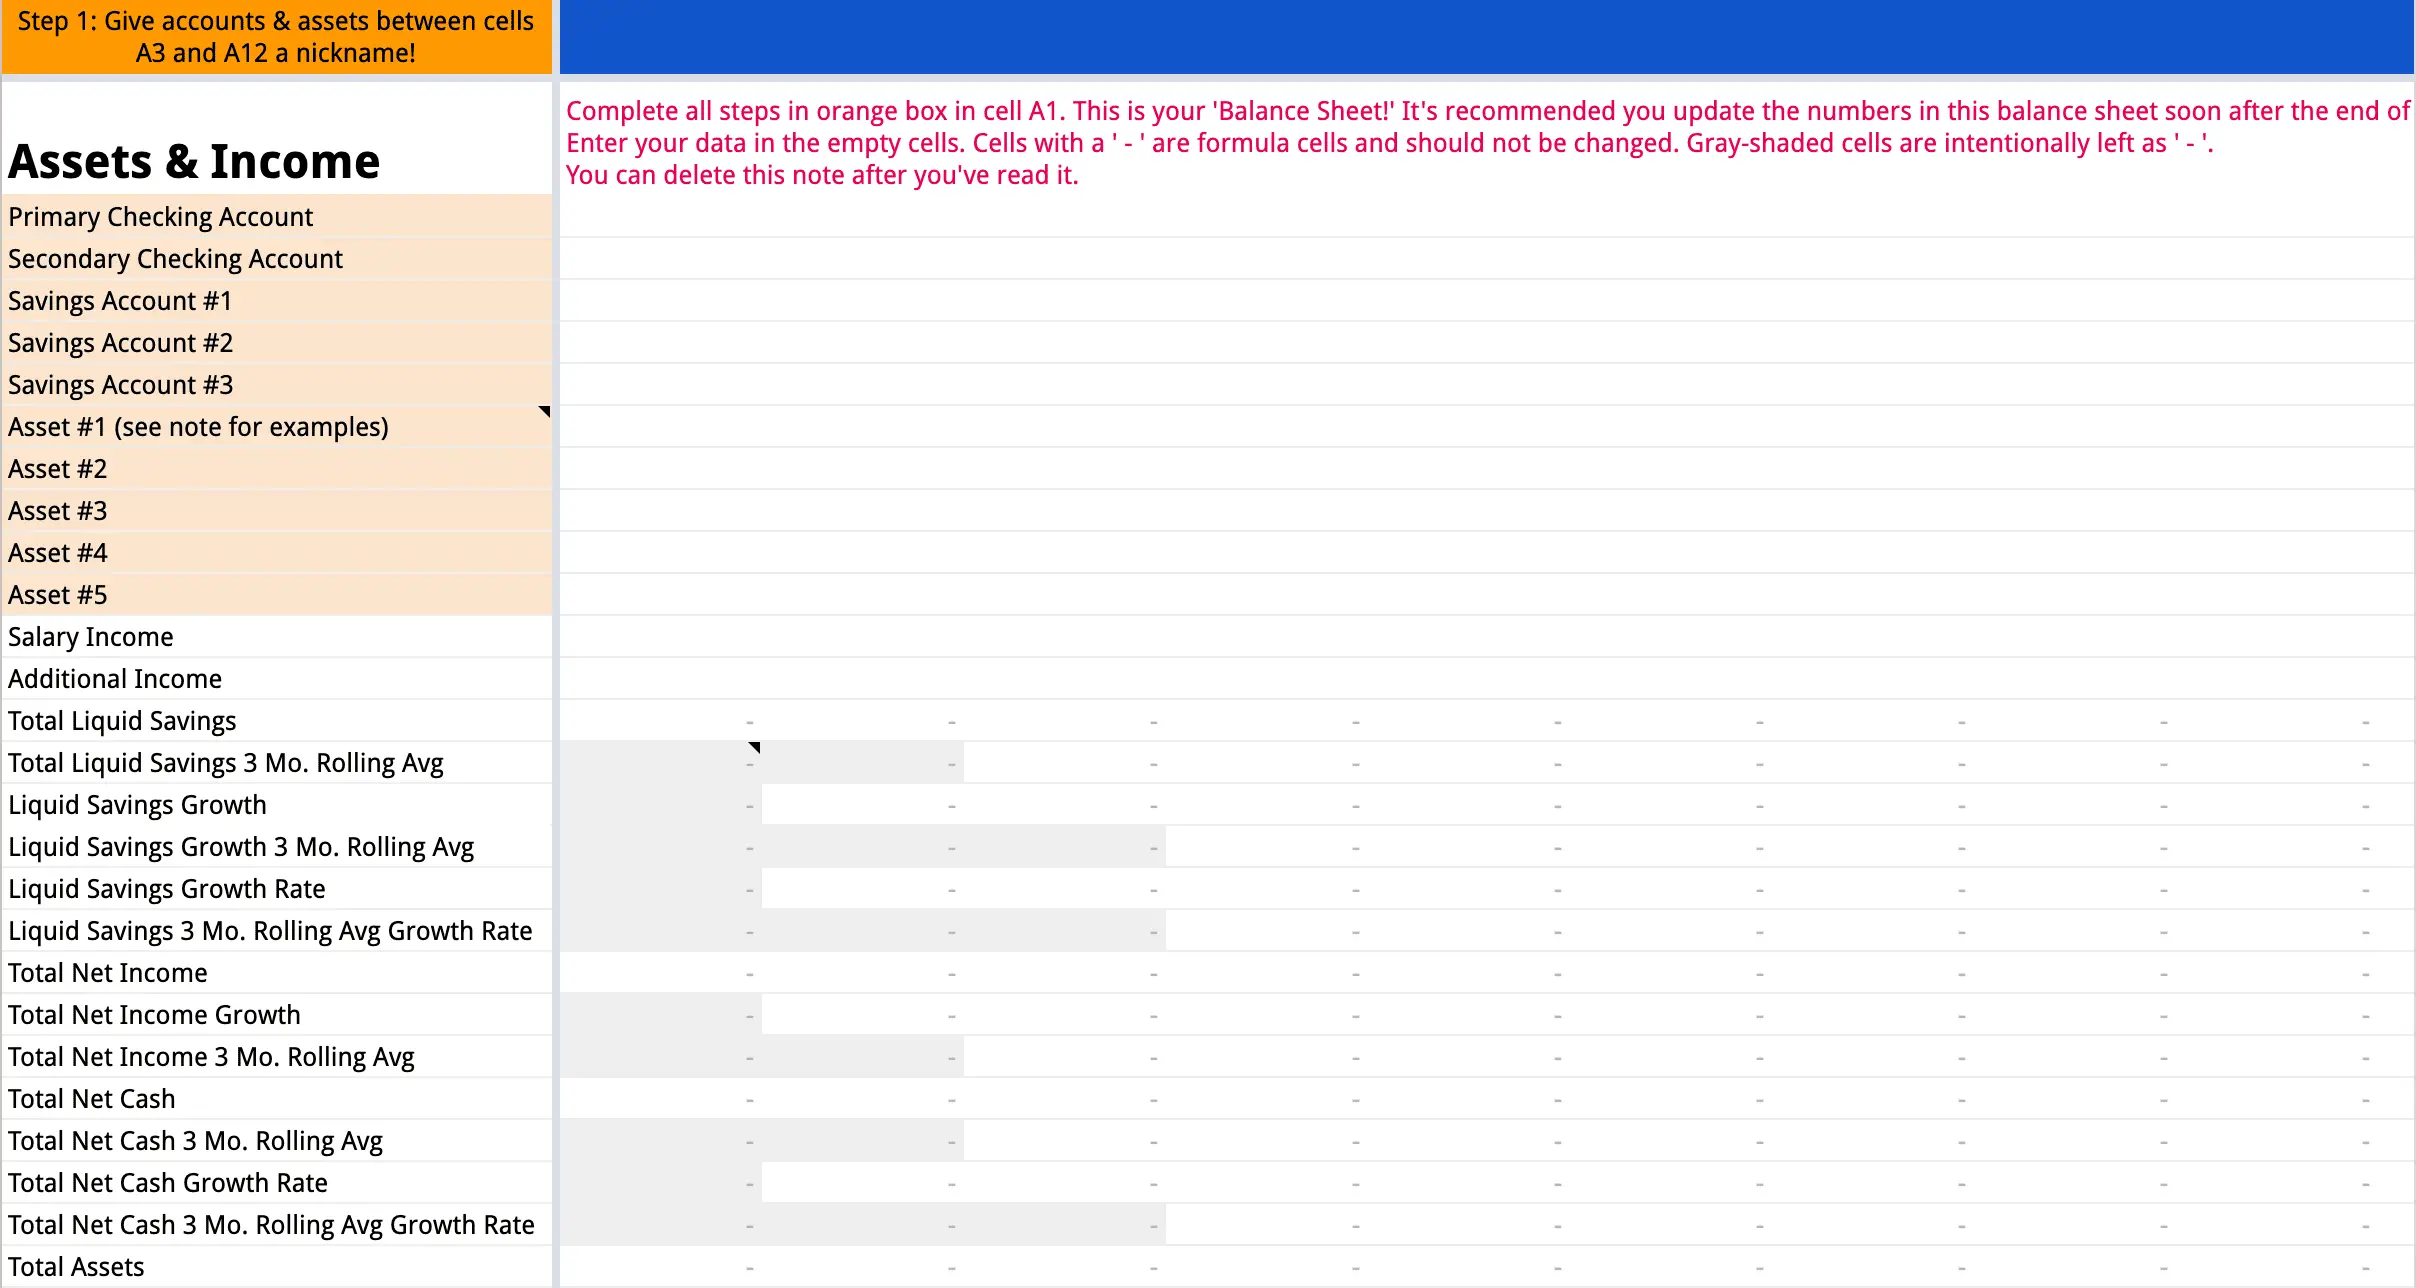 Step 1: Give accounts & assets between cells
A3 and A12 a nickname!
Complete all steps in orange box in cell A1. This is your 'Balance Sheet!' It's recommended you update the numbers in this balance sheet soon after the end of
Enter your data in the empty cells. Cells with a ' - ' are formula cells and should not be changed. Gray-shaded cells are intentionally left as ' - '.
You can delete this note after you've read it.
Assets & Income
Primary Checking Account
Secondary Checking Account
Savings Account #1
Savings Account #2
Savings Account #3
Asset #1 (see note for examples)
Asset #2
Asset #3
Asset #4
Asset #5
Salary Income
Additional Income
Total Liquid Savings - - - - - - - - -
Total Liquid Savings 3 Mo. Rolling Avg - - - - - - - - -
Liquid Savings Growth - - - - - - - - -
Liquid Savings Growth 3 Mo. Rolling Avg - - - - - - - - -
Liquid Savings Growth Rate - - - - - - - - -
Liquid Savings 3 Mo. Rolling Avg Growth Rate - - - - - - - - -
Total Net Income - - - - - - - - -
Total Net Income Growth - - - - - - - - -
Total Net Income 3 Mo. Rolling Avg - - - - - - - - -
Total Net Cash - - - - - - - - -
Total Net Cash 3 Mo. Rolling Avg - - - - - - - - -
Total Net Cash Growth Rate - - - - - - - - -
Total Net Cash 3 Mo. Rolling Avg Growth Rate - - - - - - - - -
Total Assets - - - - - - - - -